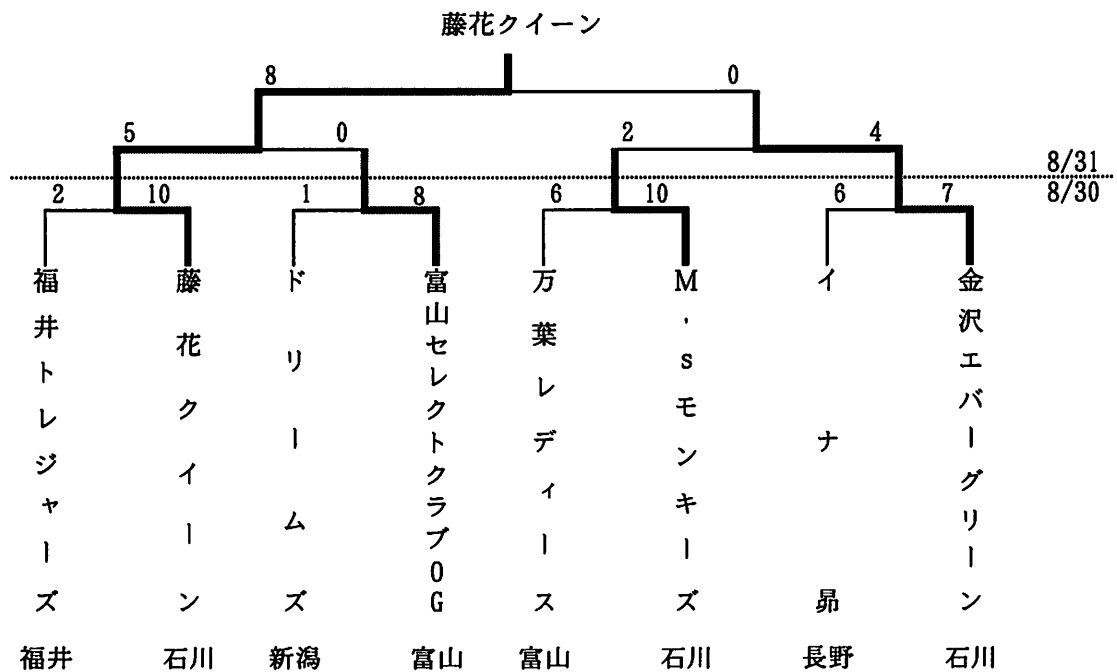 藤花クイーン
8 0
5 0 2 4
8/31
2 10 1 8 6 10 6 7
8/30
福井トレジャーズ
藤花クイーン
ドリームズ
富山セレクトクラブOG
万葉レディース
M'sモンキーズ
イナ昴
金沢エバーグリーン
福井 石川 新潟 富山 富山 石川 長野 石川